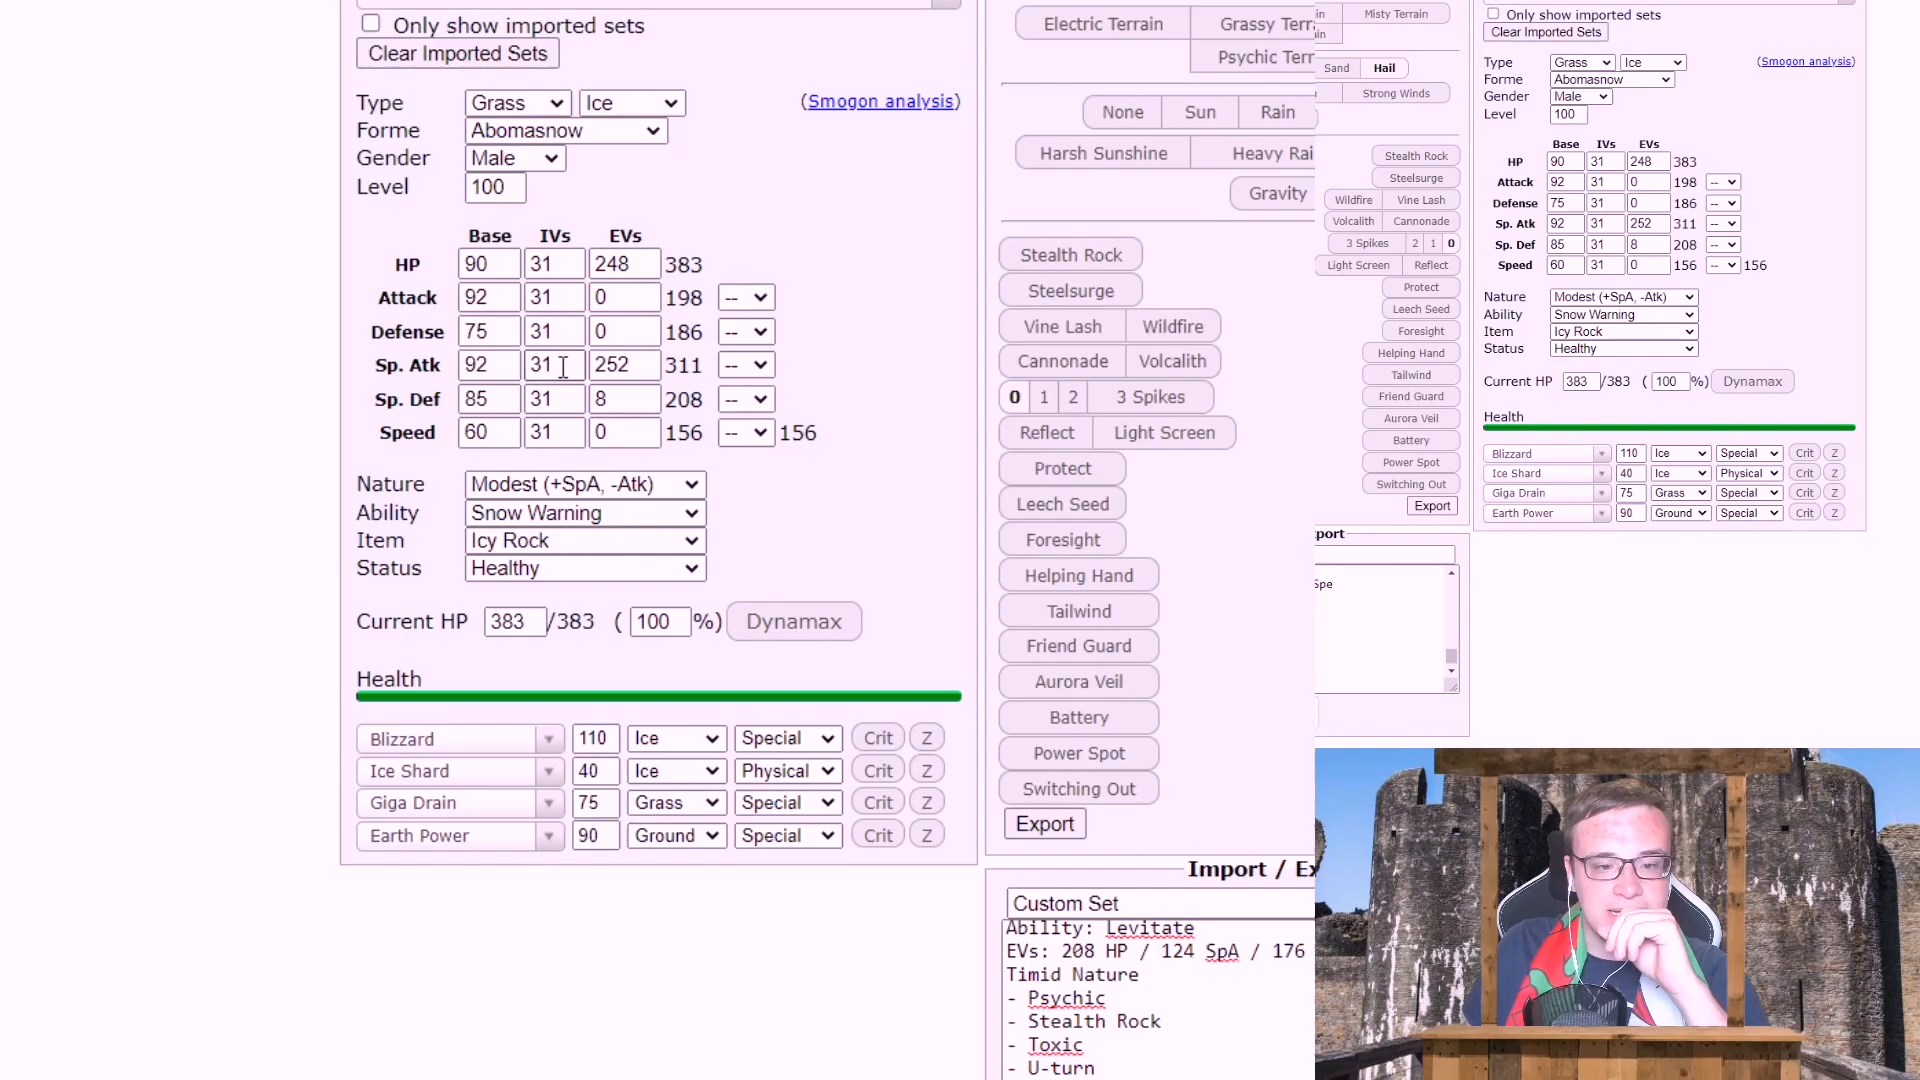 Only show imported sets
Clear Imported Sets
Type Grass Ice (Smogon analysis)
Forme Abomasnow
Gender Male
Level 100
Base IVs EVs
HP 90 31 248 383
Attack 92 31 0 198 --
Defense 75 31 0 186 --
Sp. Atk 92 31 252 311 --
Sp. Def 85 31 8 208 --
Speed 60 31 0 156 -- 156
Nature Modest (+SpA, -Atk)
Ability Snow Warning
Item Icy Rock
Status Healthy
Current HP 383 /383 ( 100 %) Dynamax
Health
Blizzard 110 Ice Special Crit Z
Ice Shard 40 Ice Physical Crit Z
Giga Drain 75 Grass Special Crit Z
Earth Power 90 Ground Special Crit Z
Electric Terrain Grassy Terr
Psychic Terr
None Sun Rain
Harsh Sunshine Heavy Rai
Gravity
Stealth Rock
Steelsurge
Vine Lash Wildfire
Cannonade Volcalith
0 1 2 3 Spikes
Reflect Light Screen
Protect
Leech Seed
Foresight
Helping Hand
Tailwind
Friend Guard
Aurora Veil
Battery
Power Spot
Switching Out
Export
Import / Ex
Custom Set
Ability: Levitate
EVs: 208 HP / 124 SpA / 176
Timid Nature
- Psychic
- Stealth Rock
- Toxic
- U-turn
in Misty Terrain
in
Sand Hail
Strong Winds
Stealth Rock
Steelsurge
Wildfire Vine Lash
Volcalith Cannonade
3 Spikes 2 1 0
Light Screen Reflect
Protect
Leech Seed
Foresight
Helping Hand
Tailwind
Friend Guard
Aurora Veil
Battery
Power Spot
Switching Out
Export
port
Spe
Only show imported sets
Clear Imported Sets
Type Grass Ice (Smogon analysis)
Forme Abomasnow
Gender Male
Level 100
Base IVs EVs
HP 90 31 248 383
Attack 92 31 0 198 --
Defense 75 31 0 186 --
Sp. Atk 92 31 252 311 --
Sp. Def 85 31 8 208 --
Speed 60 31 0 156 -- 156
Nature Modest (+SpA, -Atk)
Ability Snow Warning
Item Icy Rock
Status Healthy
Current HP 383 /383 ( 100 %) Dynamax
Health
Blizzard 110 Ice Special Crit Z
Ice Shard 40 Ice Physical Crit Z
Giga Drain 75 Grass Special Crit Z
Earth Power 90 Ground Special Crit Z